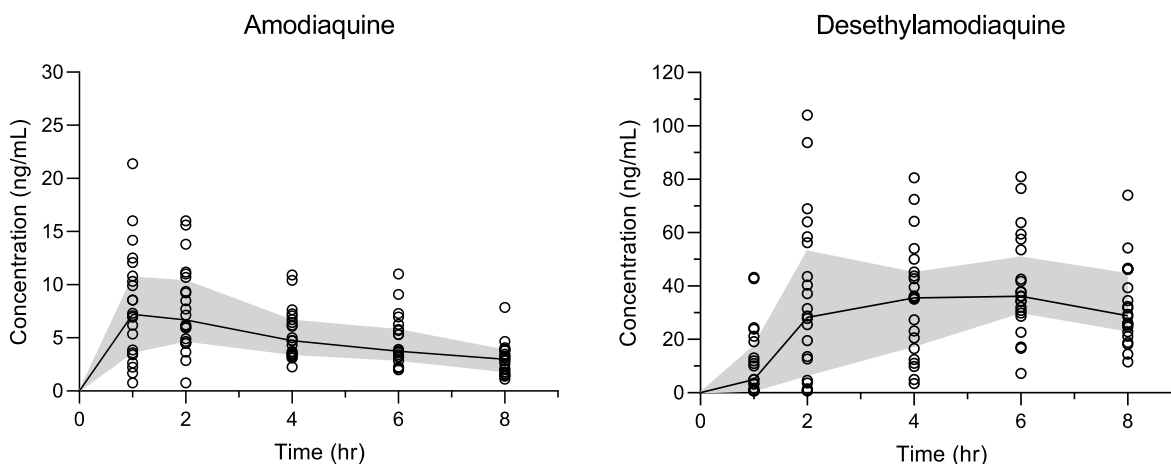 Amodiaquine
30
25
20
15
10
5
0
Concentration (ng/mL)
0 2 4 6 8
Time (hr)
Desethylamodiaquine
120
100
80
60
40
20
0
Concentration (ng/mL)
0 2 4 6 8
Time (hr)